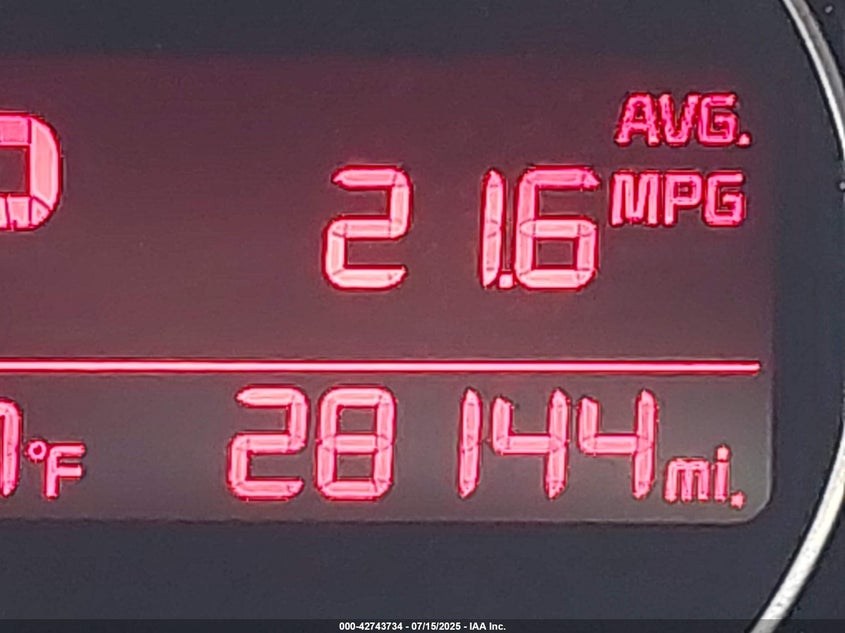 AVG.
21.6 MPG
°F 28144 mi.
000-42743734 - 07/15/2025 - IAA Inc.